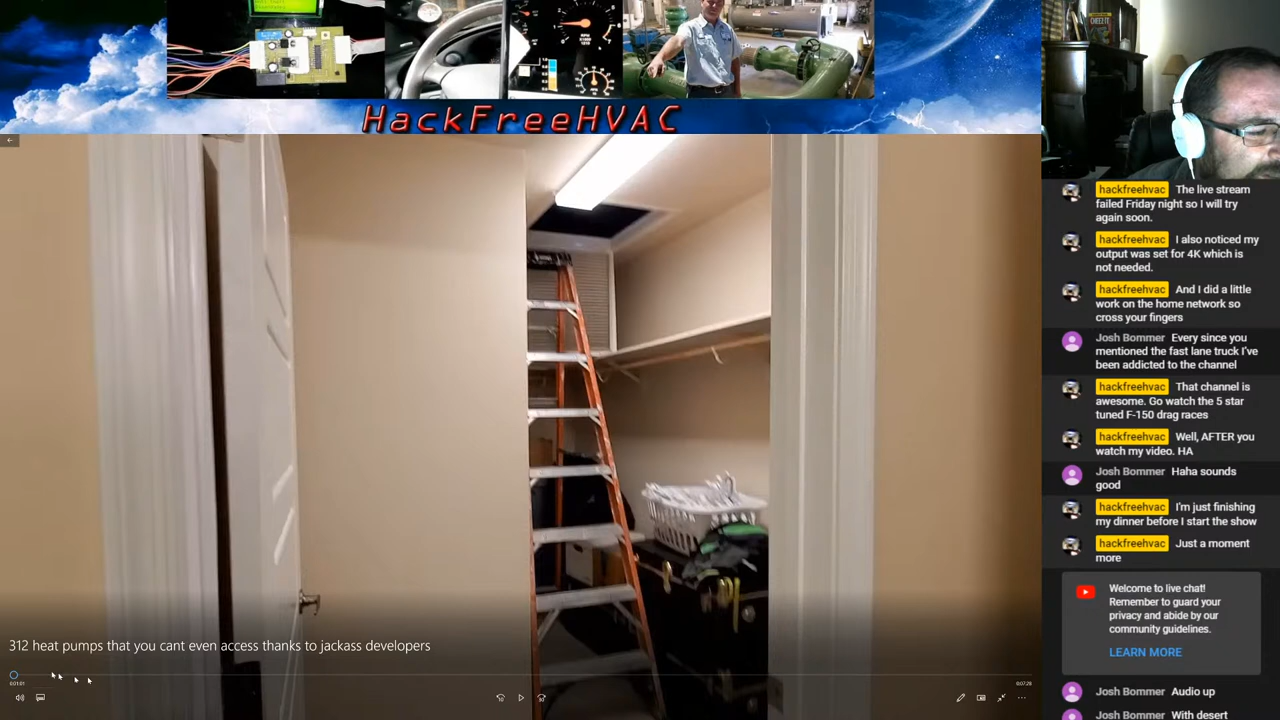 HackFreeHVAC
hackfreehvac The live stream
failed Friday night so I will try
again soon.
hackfreehvac I also noticed my
output was set for 4K which is
not needed.
hackfreehvac And I did a little
work on the home network so
cross your fingers
Josh Bommer Every since you
mentioned the fast lane truck I've
been addicted to the channel
hackfreehvac That channel is
awesome. Go watch the 5 star
tuned F-150 drag races
hackfreehvac Well, AFTER you
watch my video. HA
Josh Bommer Haha sounds
good
hackfreehvac I'm just finishing
my dinner before I start the show
hackfreehvac Just a moment
more
Welcome to live chat!
Remember to guard your
privacy and abide by our
community guidelines.
LEARN MORE
Josh Bommer Audio up
Josh Bommer With desert
312 heat pumps that you cant even access thanks to jackass developers
0:01:01
0:07:28